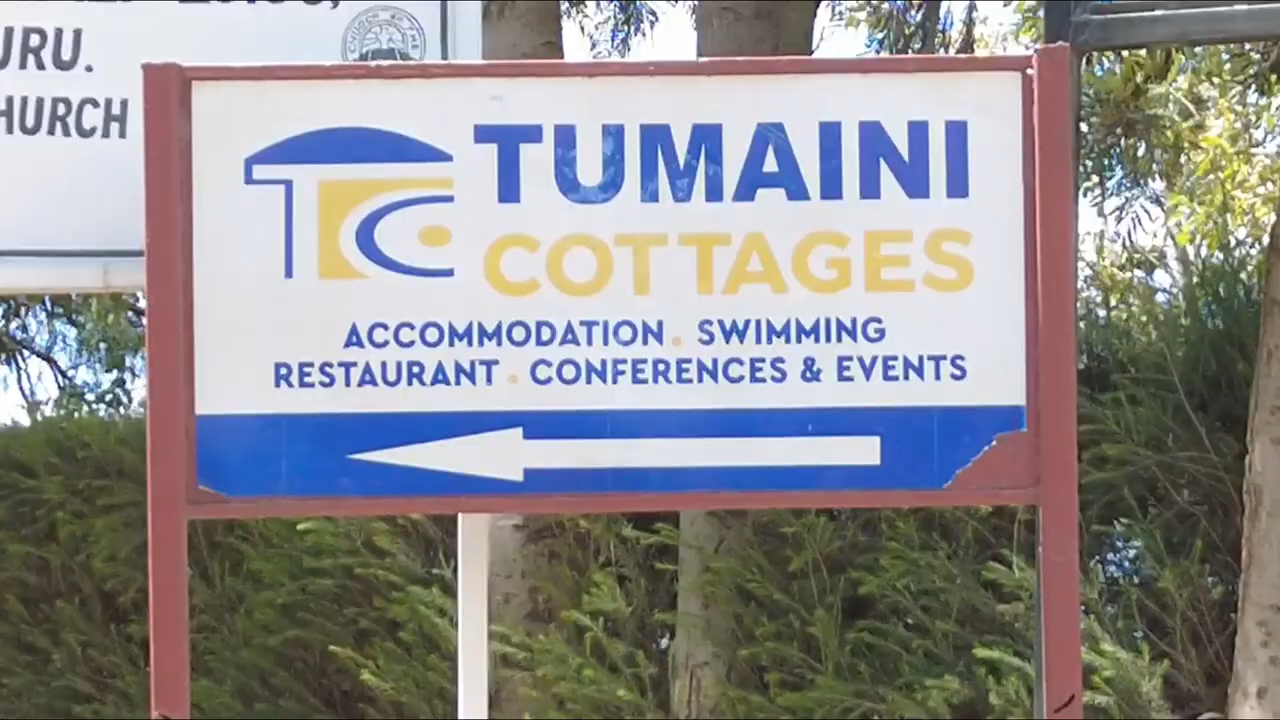 URU.
HURCH
TUMAINI
COTTAGES
ACCOMMODATION . SWIMMING
RESTAURANT . CONFERENCES & EVENTS